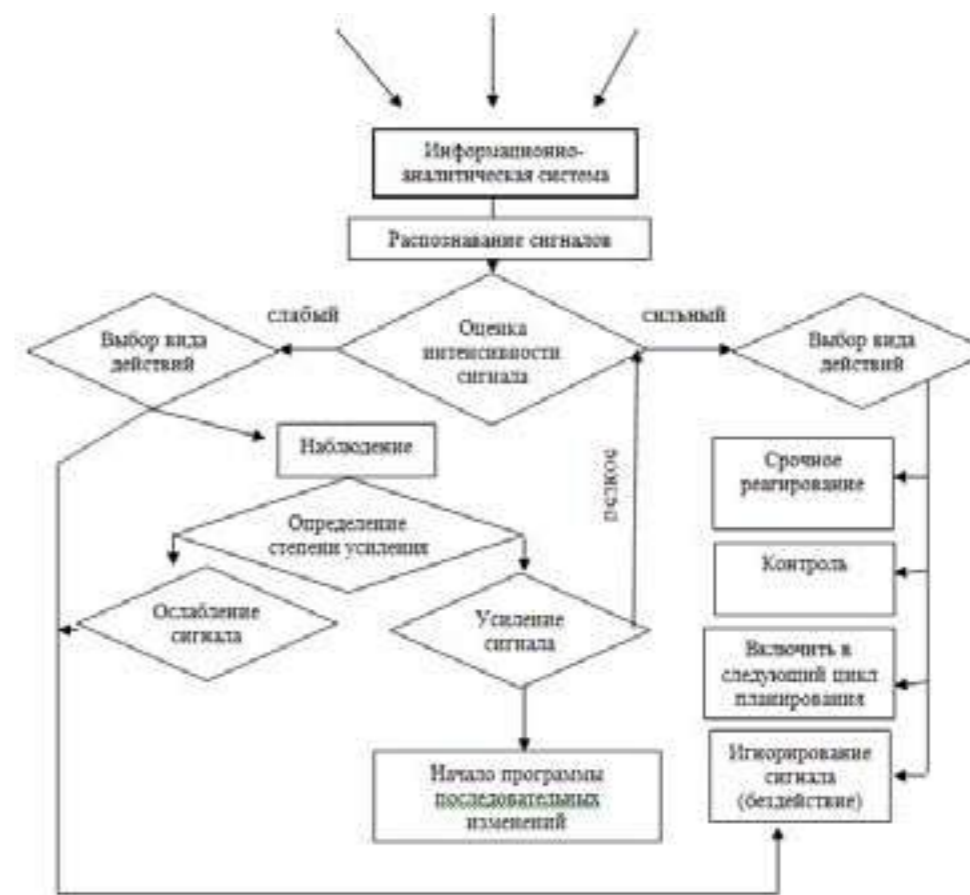 Информационно-
аналитическая система
Распознавание сигналов
слабый
сильный
Выбор вида
действий
Оценка
интенсивности
сигнала
Выбор вида
действий
Наблюдение
резкое
Срочное
реагирование
Определение
степени усиления
Контроль
Ослабление
сигнала
Усиление
сигнала
Включить в
следующий цикл
планирования
Игнорирование
сигнала
(бездействие)
Начало программы
последовательных
изменений